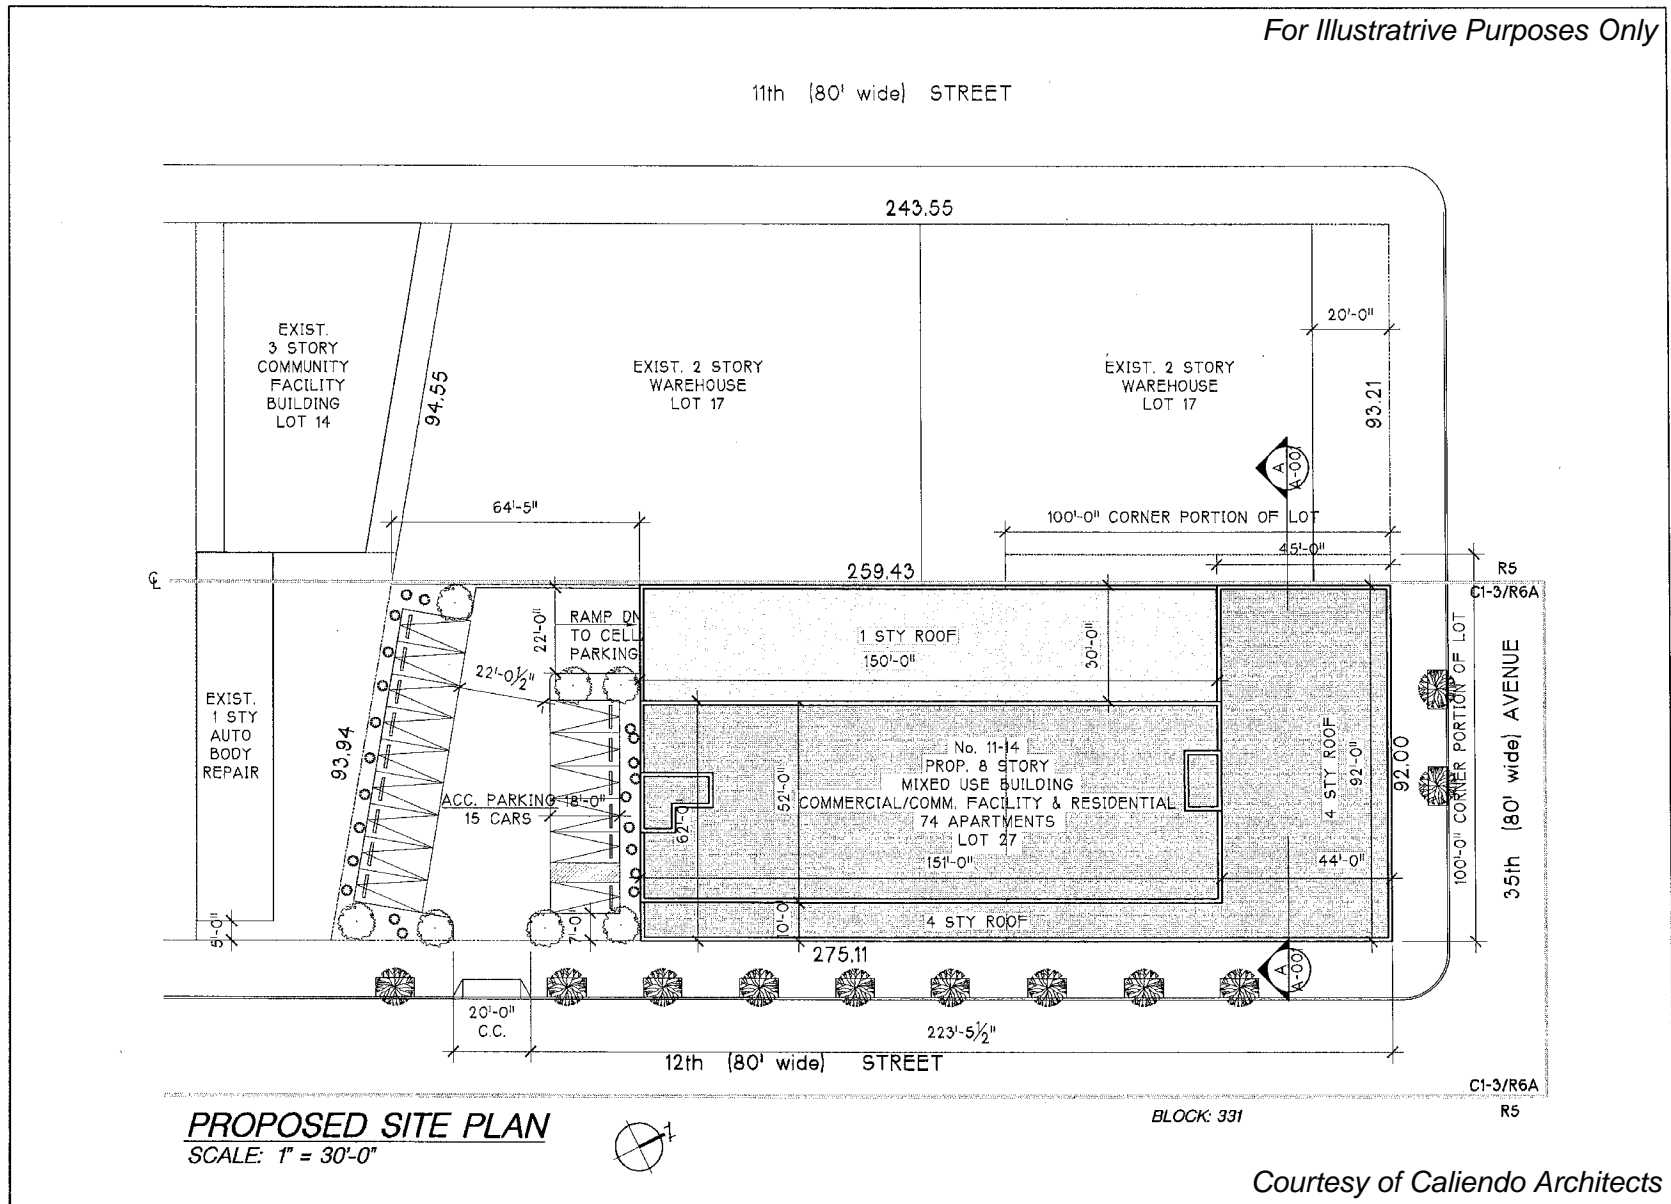 For Illustratrive Purposes Only
11th (80' wide) STREET
243.55
20'-0"
EXIST.
3 STORY
COMMUNITY
FACILITY
BUILDING
LOT 14
94.55
EXIST. 2 STORY
WAREHOUSE
LOT 17
EXIST. 2 STORY
WAREHOUSE
LOT 17
93.21
A
A-00
64'-5"
100'-0" CORNER PORTION OF LOT
45'-0"
259.43
R5
C1-3/R6A
22'-0"
RAMP DN
TO CELL
PARKING
1 STY ROOF
150'-0"
30'-0"
22'-0½"
EXIST.
1 STY
AUTO
BODY
REPAIR
93.94
ACC. PARKING
15 CARS
18'-0"
62'-0"
52'-0"
No. 11-14
PROP. 8 STORY
MIXED USE BUILDING
COMMERCIAL/COMM. FACILITY & RESIDENTIAL
74 APARTMENTS
LOT 27
151'-0"
4 STY ROOF
92'-0"
92.00
44'-0"
100'-0" CORNER PORTION OF LOT
35th (80' wide) AVENUE
5'-0"
7'-0
10'-0
4 STY ROOF
275.11
A
A-00
20'-0"
C.C.
223'-5½"
12th (80' wide) STREET
C1-3/R6A
R5
BLOCK: 331
PROPOSED SITE PLAN
SCALE: 1" = 30'-0"
Courtesy of Caliendo Architects